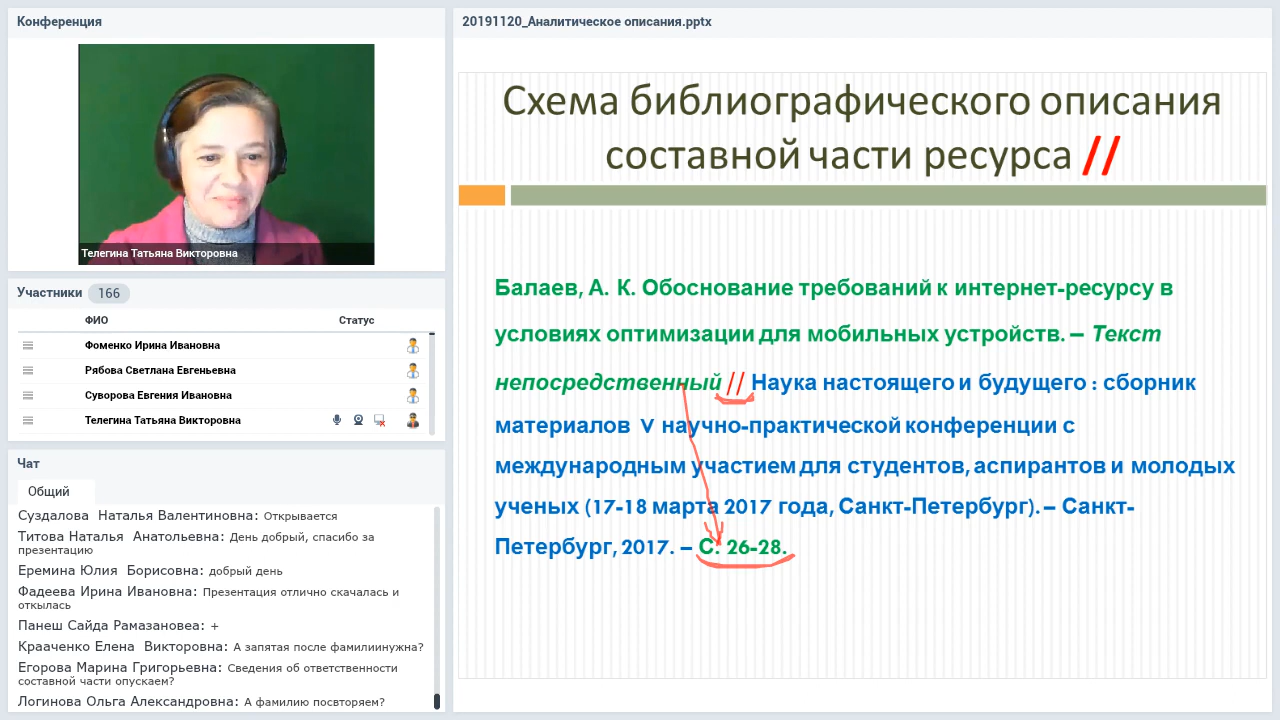 Конференция
Телегина Татьяна Викторовна
Участники 166
ФИО Статус
Фоменко Ирина Ивановна
Рябова Светлана Евгеньевна
Суворова Евгения Ивановна
Телегина Татьяна Викторовна
Чат
Общий
Суздалова Наталья Валентиновна: Открывается
Титова Наталья Анатольевна: День добрый, спасибо за
презентацию
Еремина Юлия Борисовна: добрый день
Фадеева Ирина Ивановна: Презентация отлично скачалась и
откылась
Панеш Сайда Рамазановеа: +
Крааченко Елена Викторовна: А запятая после фамилиинужна?
Егорова Марина Григорьевна: Сведения об ответственности
составной части опускаем?
Логинова Ольга Александровна: А фамилию посвторяем?
20191120_Аналитическое описания.pptx
Схема библиографического описания
составной части ресурса //
Балаев, А. К. Обоснование требований к интернет-ресурсу в
условиях оптимизации для мобильных устройств. – Текст
непосредственный // Наука настоящего и будущего : сборник
материалов V научно-практической конференции с
международным участием для студентов, аспирантов и молодых
ученых (17-18 марта 2017 года, Санкт-Петербург). – Санкт-
Петербург, 2017. – С. 26-28.